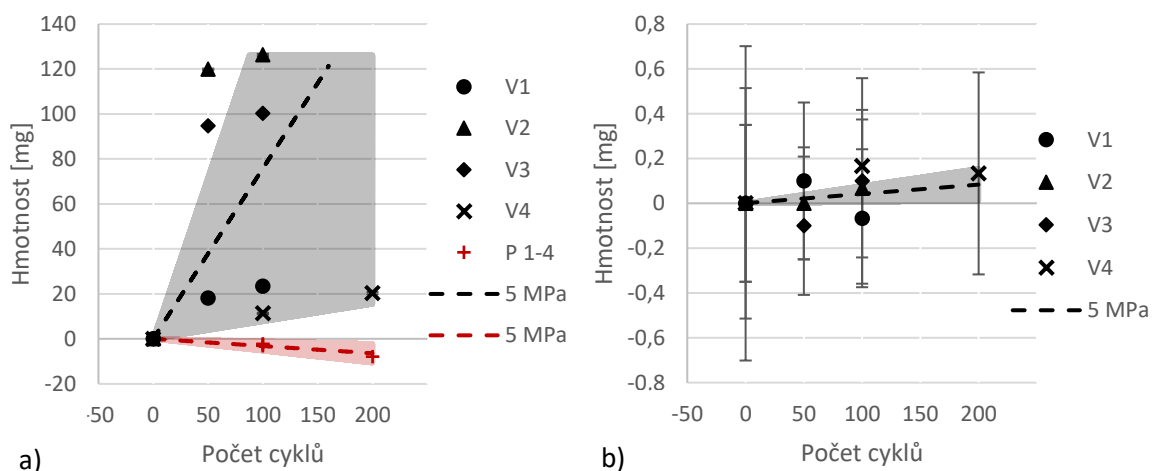 Hmotnost [mg]
140
120
100
80
60
40
20
0
-20
-50 0 50 100 150 200
Počet cyklů
V1
V2
V3
V4
P 1-4
5 MPa
5 MPa
a)
Hmotnost [mg]
0,8
0,6
0,4
0,2
0
-0,2
-0,4
-0,6
-0.8
-50 0 50 100 150 200
Počet cyklů
V1
V2
V3
V4
5 MPa
b)